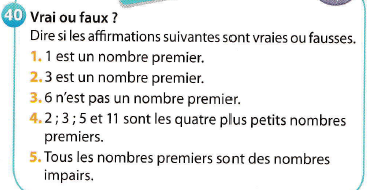 40 Vrai ou faux ?
Dire si les affirmations suivantes sont vraies ou fausses.
1. 1 est un nombre premier.
2. 3 est un nombre premier.
3. 6 n'est pas un nombre premier.
4. 2 ; 3 ; 5 et 11 sont les quatre plus petits nombres
premiers.
5. Tous les nombres premiers sont des nombres
impairs.